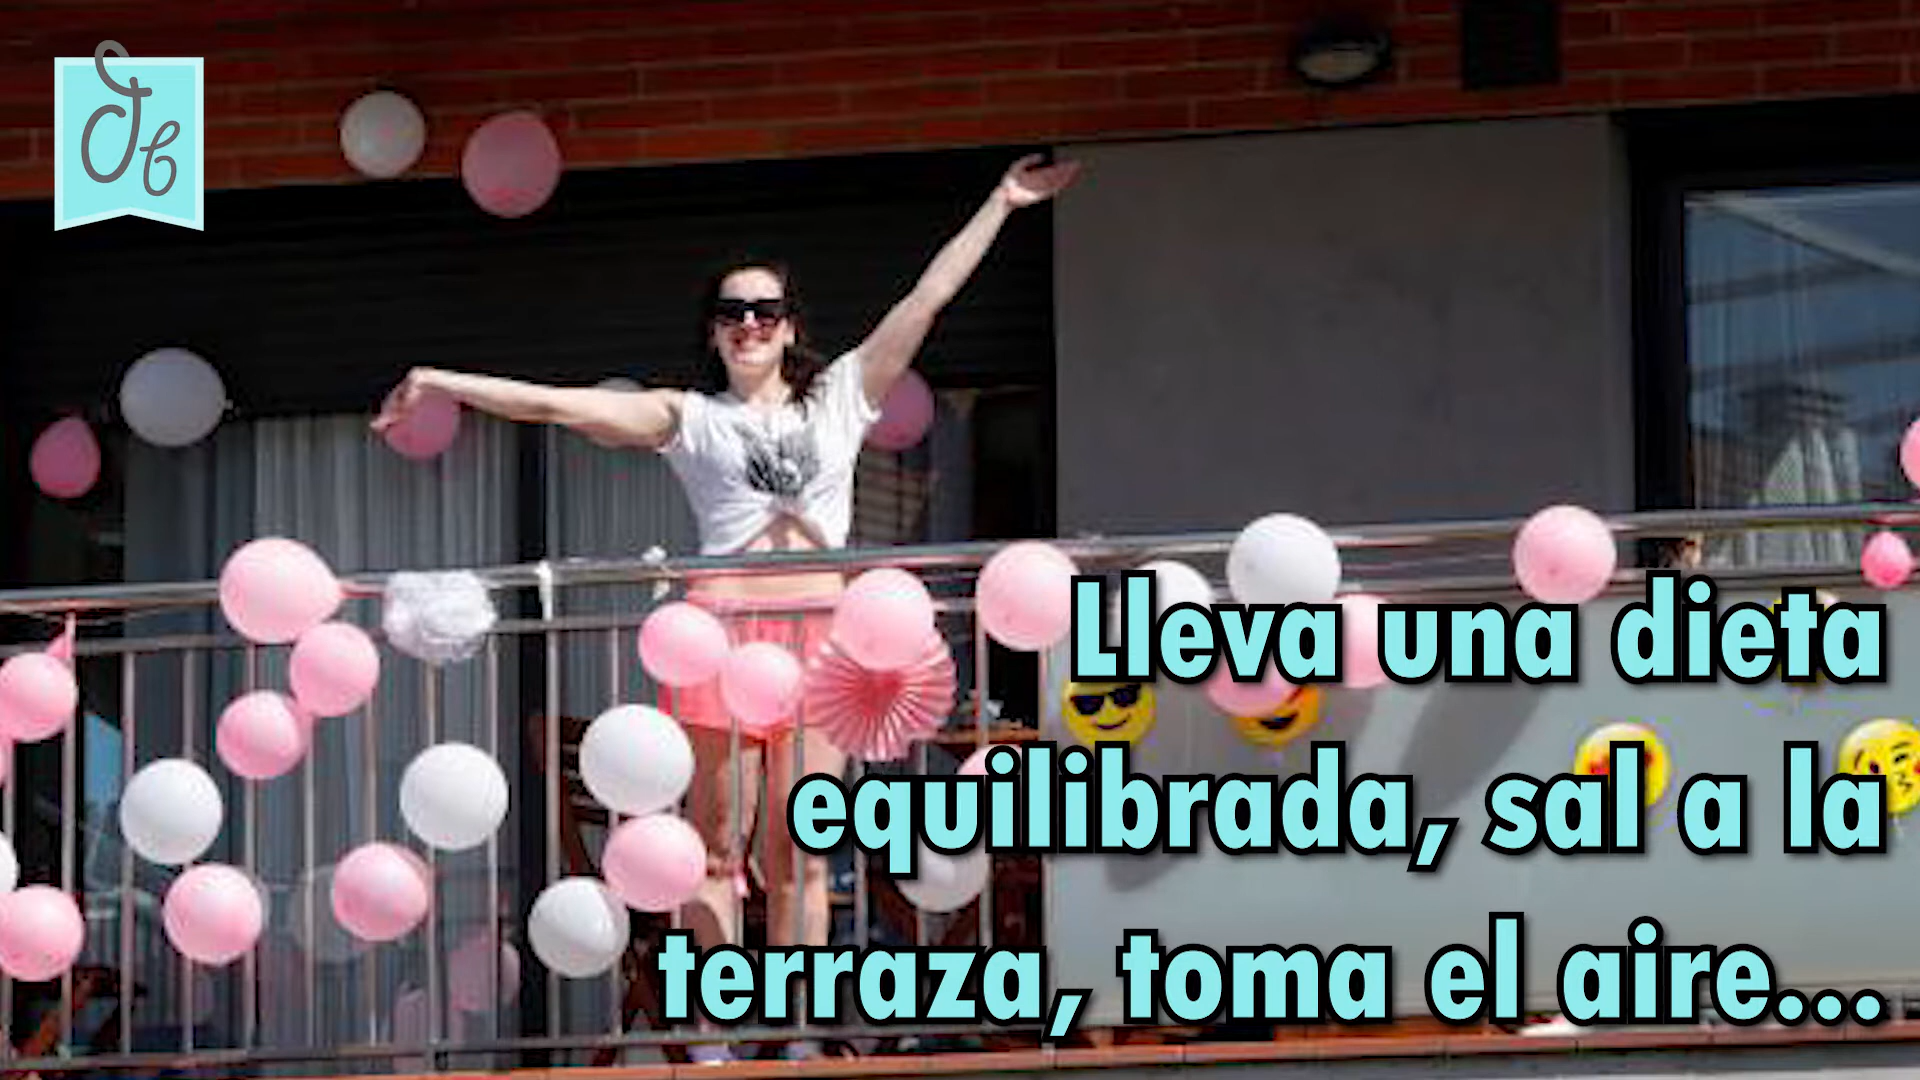 Lleva una dieta
equilibrada, sal a la
terraza, toma el aire...